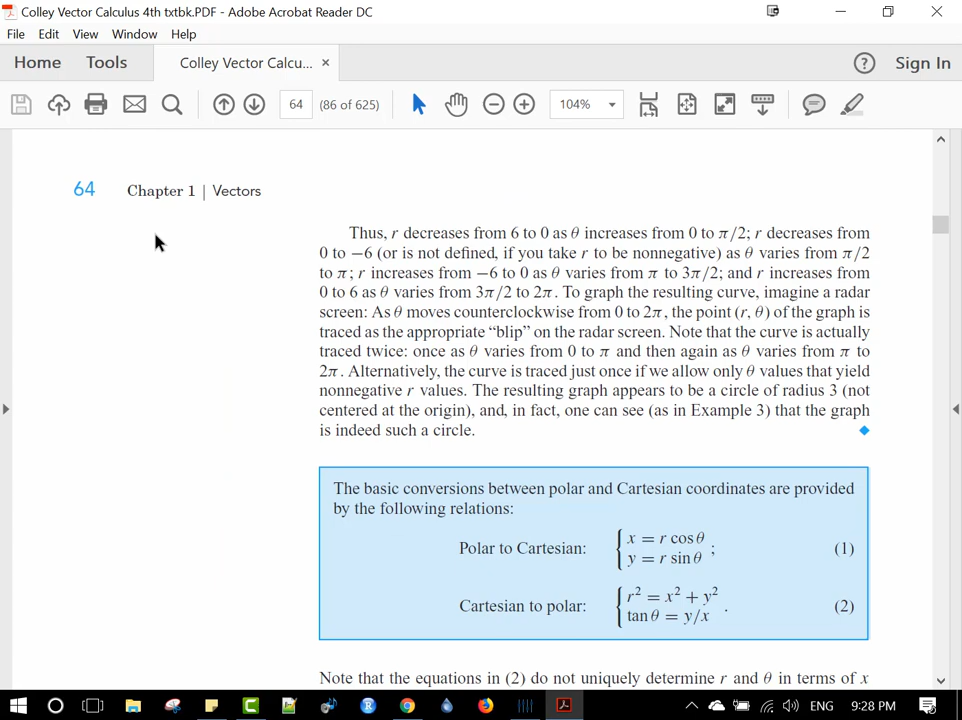 Colley Vector Calculus 4th txtbk.PDF - Adobe Acrobat Reader DC
File Edit View Window Help
Home Tools Colley Vector Calcu... × Sign In
64 (86 of 625) 104%
64 Chapter 1 | Vectors
Thus, r decreases from 6 to 0 as θ increases from 0 to π/2; r decreases from
0 to −6 (or is not defined, if you take r to be nonnegative) as θ varies from π/2
to π; r increases from −6 to 0 as θ varies from π to 3π/2; and r increases from
0 to 6 as θ varies from 3π/2 to 2π. To graph the resulting curve, imagine a radar
screen: As θ moves counterclockwise from 0 to 2π, the point (r, θ) of the graph is
traced as the appropriate “blip” on the radar screen. Note that the curve is actually
traced twice: once as θ varies from 0 to π and then again as θ varies from π to
2π. Alternatively, the curve is traced just once if we allow only θ values that yield
nonnegative r values. The resulting graph appears to be a circle of radius 3 (not
centered at the origin), and, in fact, one can see (as in Example 3) that the graph
is indeed such a circle.
The basic conversions between polar and Cartesian coordinates are provided
by the following relations:
Polar to Cartesian: { x = r cos θ
y = r sin θ ; (1)
Cartesian to polar: { r² = x² + y²
tan θ = y/x . (2)
Note that the equations in (2) do not uniquely determine r and θ in terms of x
ENG 9:28 PM